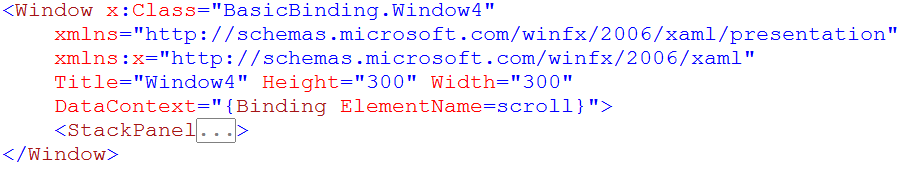 <Window x:Class="BasicBinding.Window4"
xmlns="http://schemas.microsoft.com/winfx/2006/xaml/presentation"
xmlns:x="http://schemas.microsoft.com/winfx/2006/xaml"
Title="Window4" Height="300" Width="300"
DataContext="{Binding ElementName=scroll}">
<StackPanel...>
</Window>